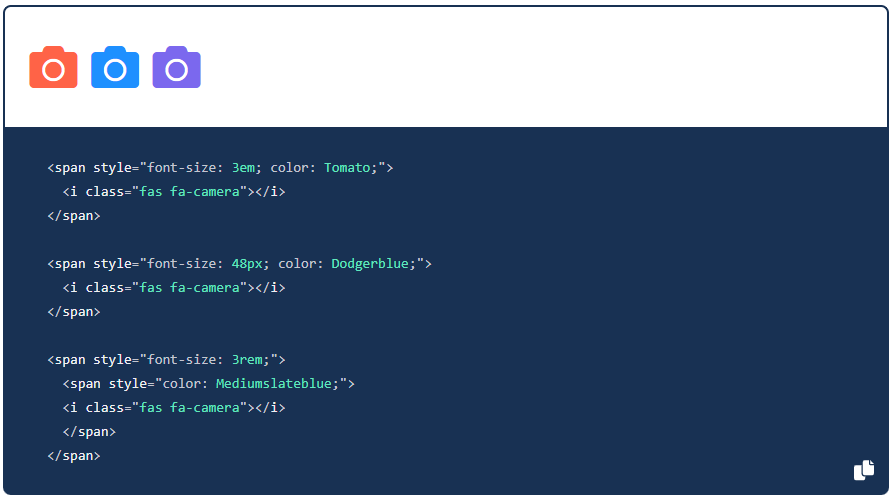 <span style="font-size: 3em; color: Tomato;">
  <i class="fas fa-camera"></i>
</span>

<span style="font-size: 48px; color: Dodgerblue;">
  <i class="fas fa-camera"></i>
</span>

<span style="font-size: 3rem;">
  <span style="color: Mediumslateblue;">
  <i class="fas fa-camera"></i>
  </span>
</span>